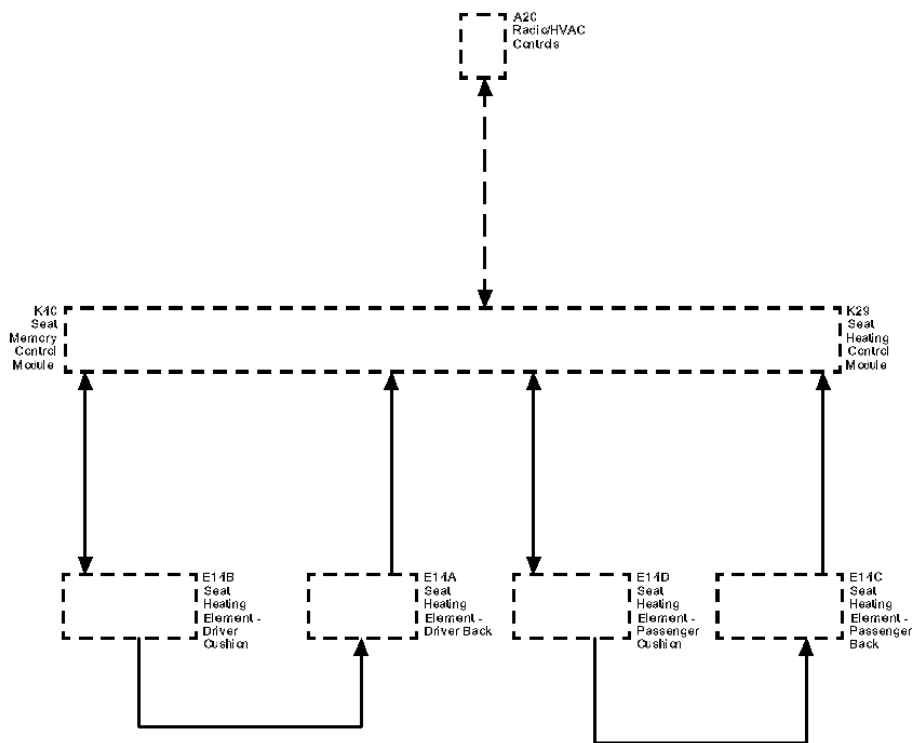 A20
Radio/HVAC
Controls
K40
Seat
Memory
Control
Module
K29
Seat
Heating
Control
Module
E14B
Seat
Heating
Element -
Driver
Cushion
E14A
Seat
Heating
Element -
Driver Back
E14D
Seat
Heating
Element -
Passenger
Cushion
E14C
Seat
Heating
Element -
Passenger
Back